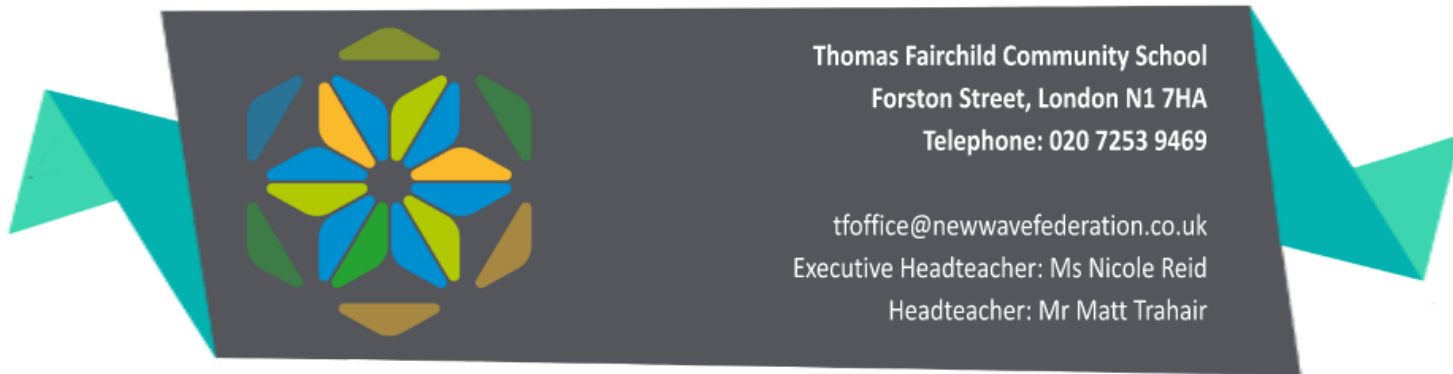 Thomas Fairchild Community School
Forston Street, London N1 7HA
Telephone: 020 7253 9469
tfoffice@newwavefederation.co.uk
Executive Headteacher: Ms Nicole Reid
Headteacher: Mr Matt Trahair